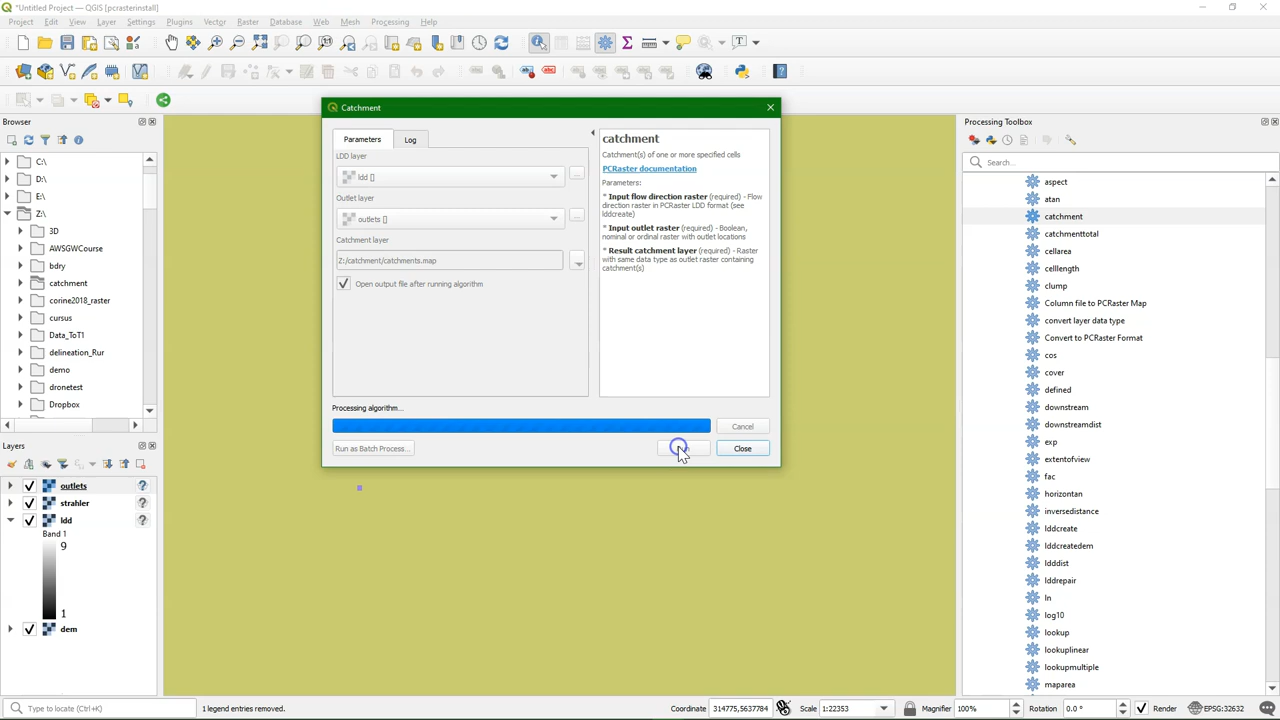 *Untitled Project — QGIS [pcrasterinstall]
Project Edit View Layer Settings Plugins Vector Raster Database Web Mesh Processing Help
Browser
C:\
D:\
E:\
Z:\
3D
AWSGWCourse
bdry
catchment
corine2018_raster
cursus
Data_ToT1
delineation_Rur
demo
dronetest
Dropbox
Layers
outlets
strahler
ldd
Band 1
9
1
dem
Catchment
Parameters Log
LDD layer
ldd []
Outlet layer
outlets []
Catchment layer
Z:/catchment/catchments.map
Open output file after running algorithm
catchment
Catchment(s) of one or more specified cells
PCRaster documentation
Parameters:
* Input flow direction raster (required) - Flow
direction raster in PCRaster LDD format (see
lddcreate)
* Input outlet raster (required) - Boolean,
nominal or ordinal raster with outlet locations
* Result catchment layer (required) - Raster
with same data type as outlet raster containing
catchment(s)
Processing algorithm...
Cancel
Run as Batch Process...
Close
Processing Toolbox
Search...
aspect
atan
catchment
catchmenttotal
cellarea
celllength
clump
Column file to PCRaster Map
convert layer data type
Convert to PCRaster Format
cos
cover
defined
downstream
downstreamdist
exp
extentofview
fac
horizontan
inversedistance
lddcreate
lddcreatedem
ldddist
lddrepair
ln
log10
lookup
lookuplinear
lookupmultiple
maparea
Type to locate (Ctrl+K) 1 legend entries removed. Coordinate 314775,5637784 Scale 1:22353 Magnifier 100% Rotation 0.0 ° Render EPSG:32632